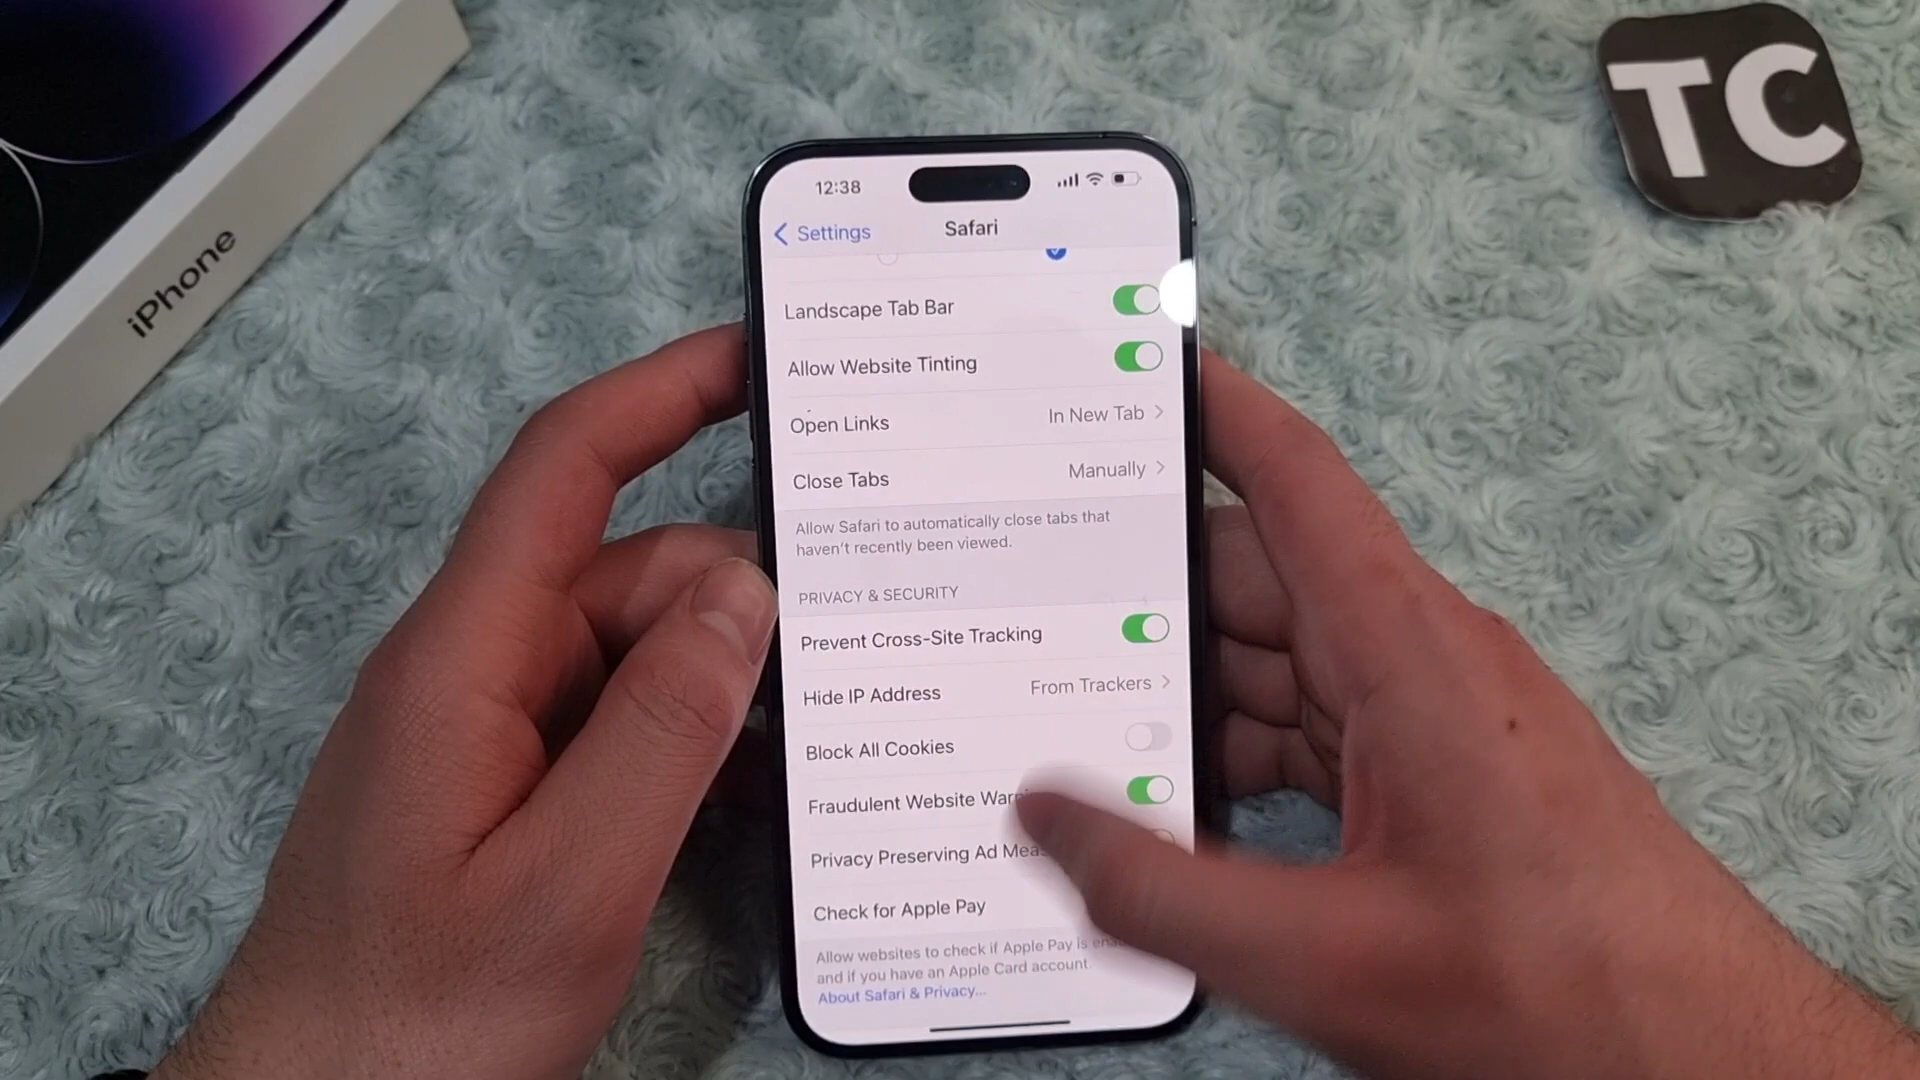 iPhone
TC
12:38
Settings
Safari
Landscape Tab Bar
Allow Website Tinting
Open Links
In New Tab
Close Tabs
Manually
Allow Safari to automatically close tabs that
haven't recently been viewed.
PRIVACY & SECURITY
Prevent Cross-Site Tracking
Hide IP Address
From Trackers
Block All Cookies
Fraudulent Website
Privacy Preserving Ad
Check for Apple Pay
Allow websites to check if Apple Pay is
and if you have an Apple Card account.
About Safari & Privacy...